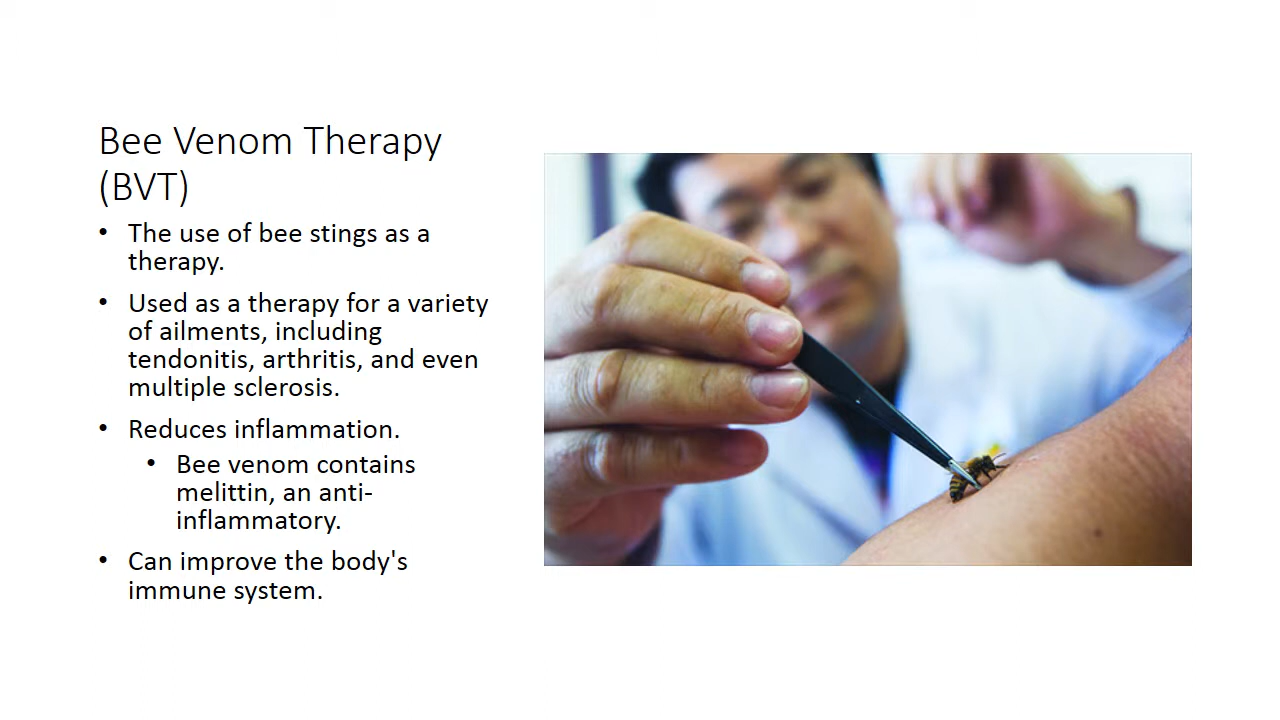 Bee Venom Therapy
(BVT)
• The use of bee stings as a
therapy.
• Used as a therapy for a variety
of ailments, including
tendonitis, arthritis, and even
multiple sclerosis.
• Reduces inflammation.
• Bee venom contains
melittin, an anti-
inflammatory.
• Can improve the body's
immune system.